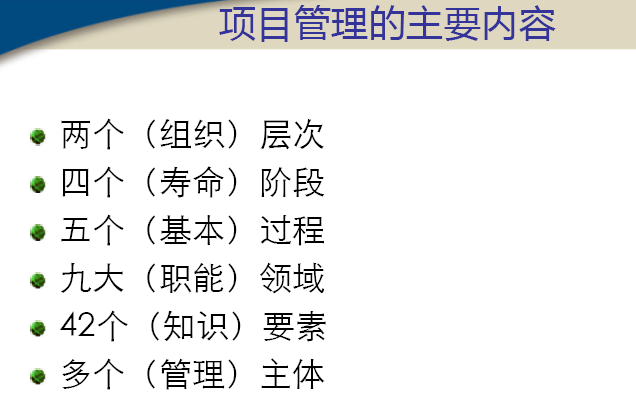 项目管理的主要内容
两个（组织）层次
四个（寿命）阶段
五个（基本）过程
九大（职能）领域
42个（知识）要素
多个（管理）主体